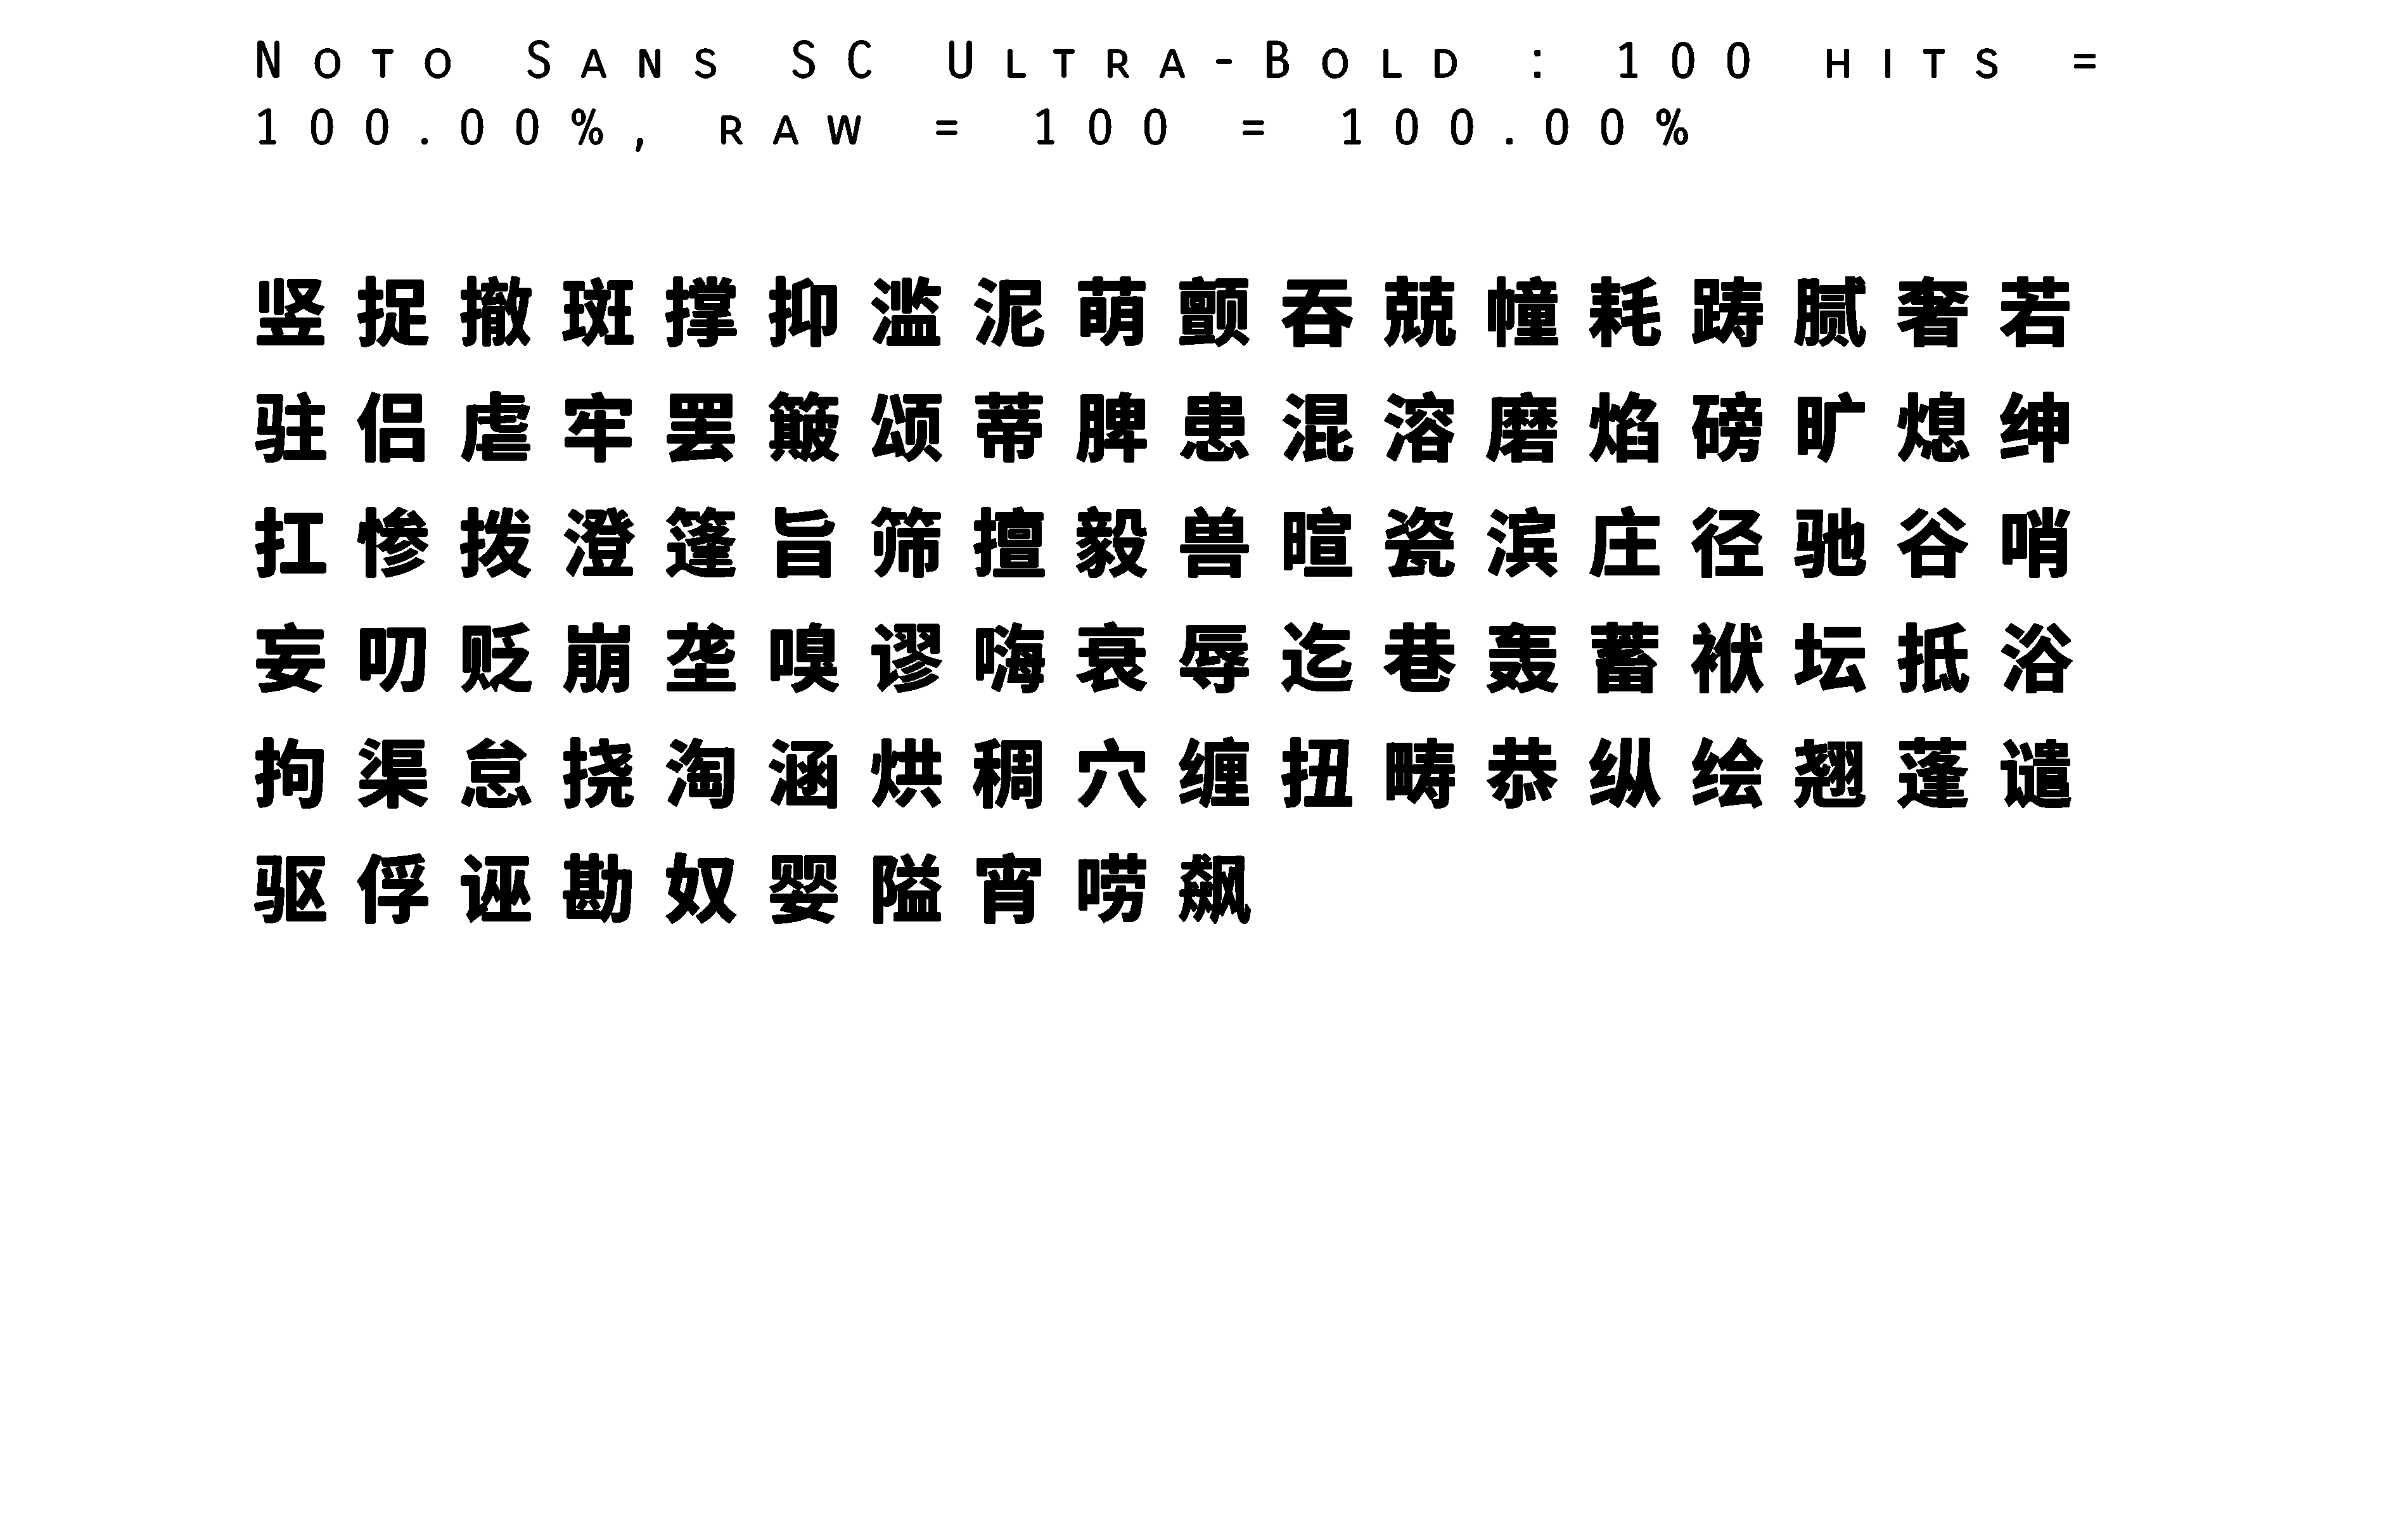 Noto Sans SC Ultra-Bold : 100 hits =
100.00%, raw = 100 = 100.00%
竖捉撤斑撑抑滥泥萌颤吞兢幢耗踌腻奢若
驻侣虐牢罢簸颂蒂脾患混溶磨焰磅旷熄绅
扛惨拨澄篷旨筛擅毅兽暄瓷滨庄径驰谷哨
妄叨贬崩垄嗅谬嗨衰辱迄巷轰蓄袱坛抵浴
拘渠怠挠淘涵烘稠穴缠扭畴恭纵绘翘蓬谴
驱俘诬勘奴婴隘宵唠飙